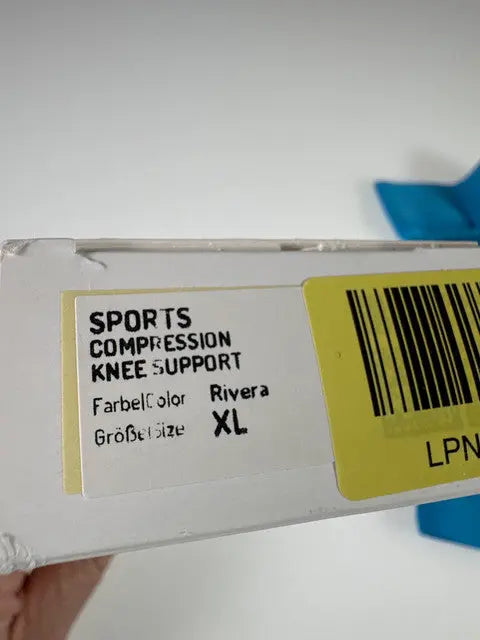 SPORTS
COMPRESSION
KNEE SUPPORT
Farbe|Color Rivera
Größe|Size XL
LPN